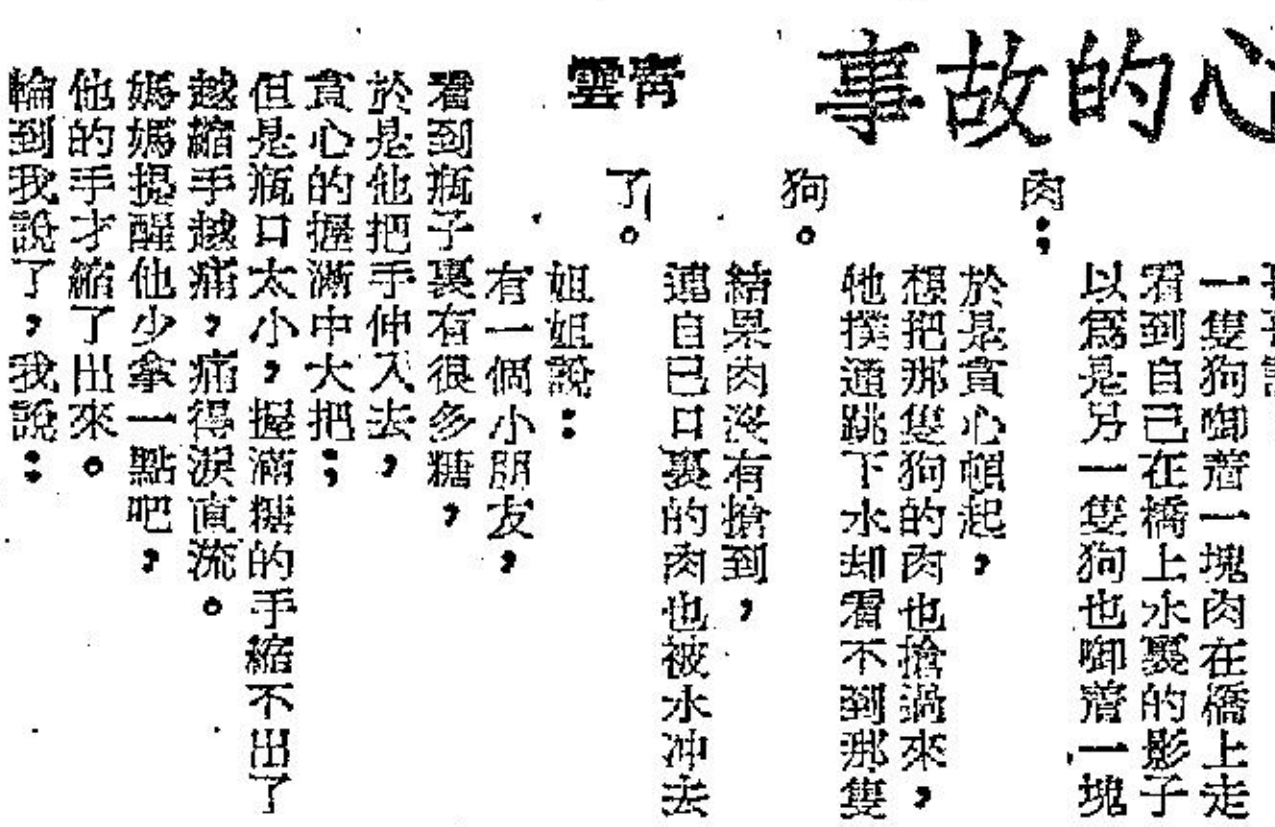 心的故事
青雲
一隻狗啣着一塊肉在橋上走
看到自己在橋上水裏的影子
以爲是另一隻狗也啣着一塊
肉；
於是貪心頓起，
想把那隻狗的肉也搶過來，
牠撲通跳下水却看不到那隻
狗。
結果肉沒有搶到，
連自己口裏的肉也被水冲去
了。
姐姐說：
有一個小朋友，
看到瓶子裏有很多糖，
於是他把手伸入去，
貪心的握滿中大把；
但是瓶口太小，握滿糖的手縮不出了
越縮手越痛，痛得淚直流。
媽媽提醒他少拿一點吧，
他的手才縮了出來。
輪到我說了，我說：